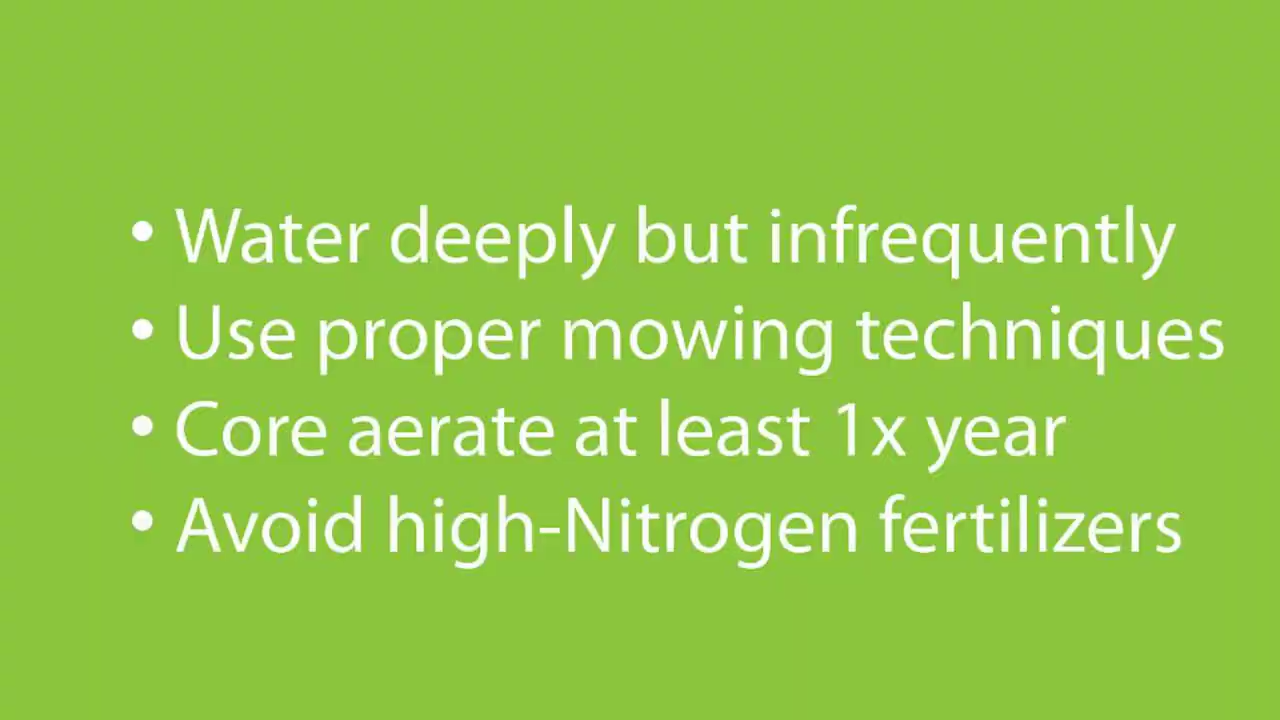 • Water deeply but infrequently
• Use proper mowing techniques
• Core aerate at least 1x year
• Avoid high-Nitrogen fertilizers